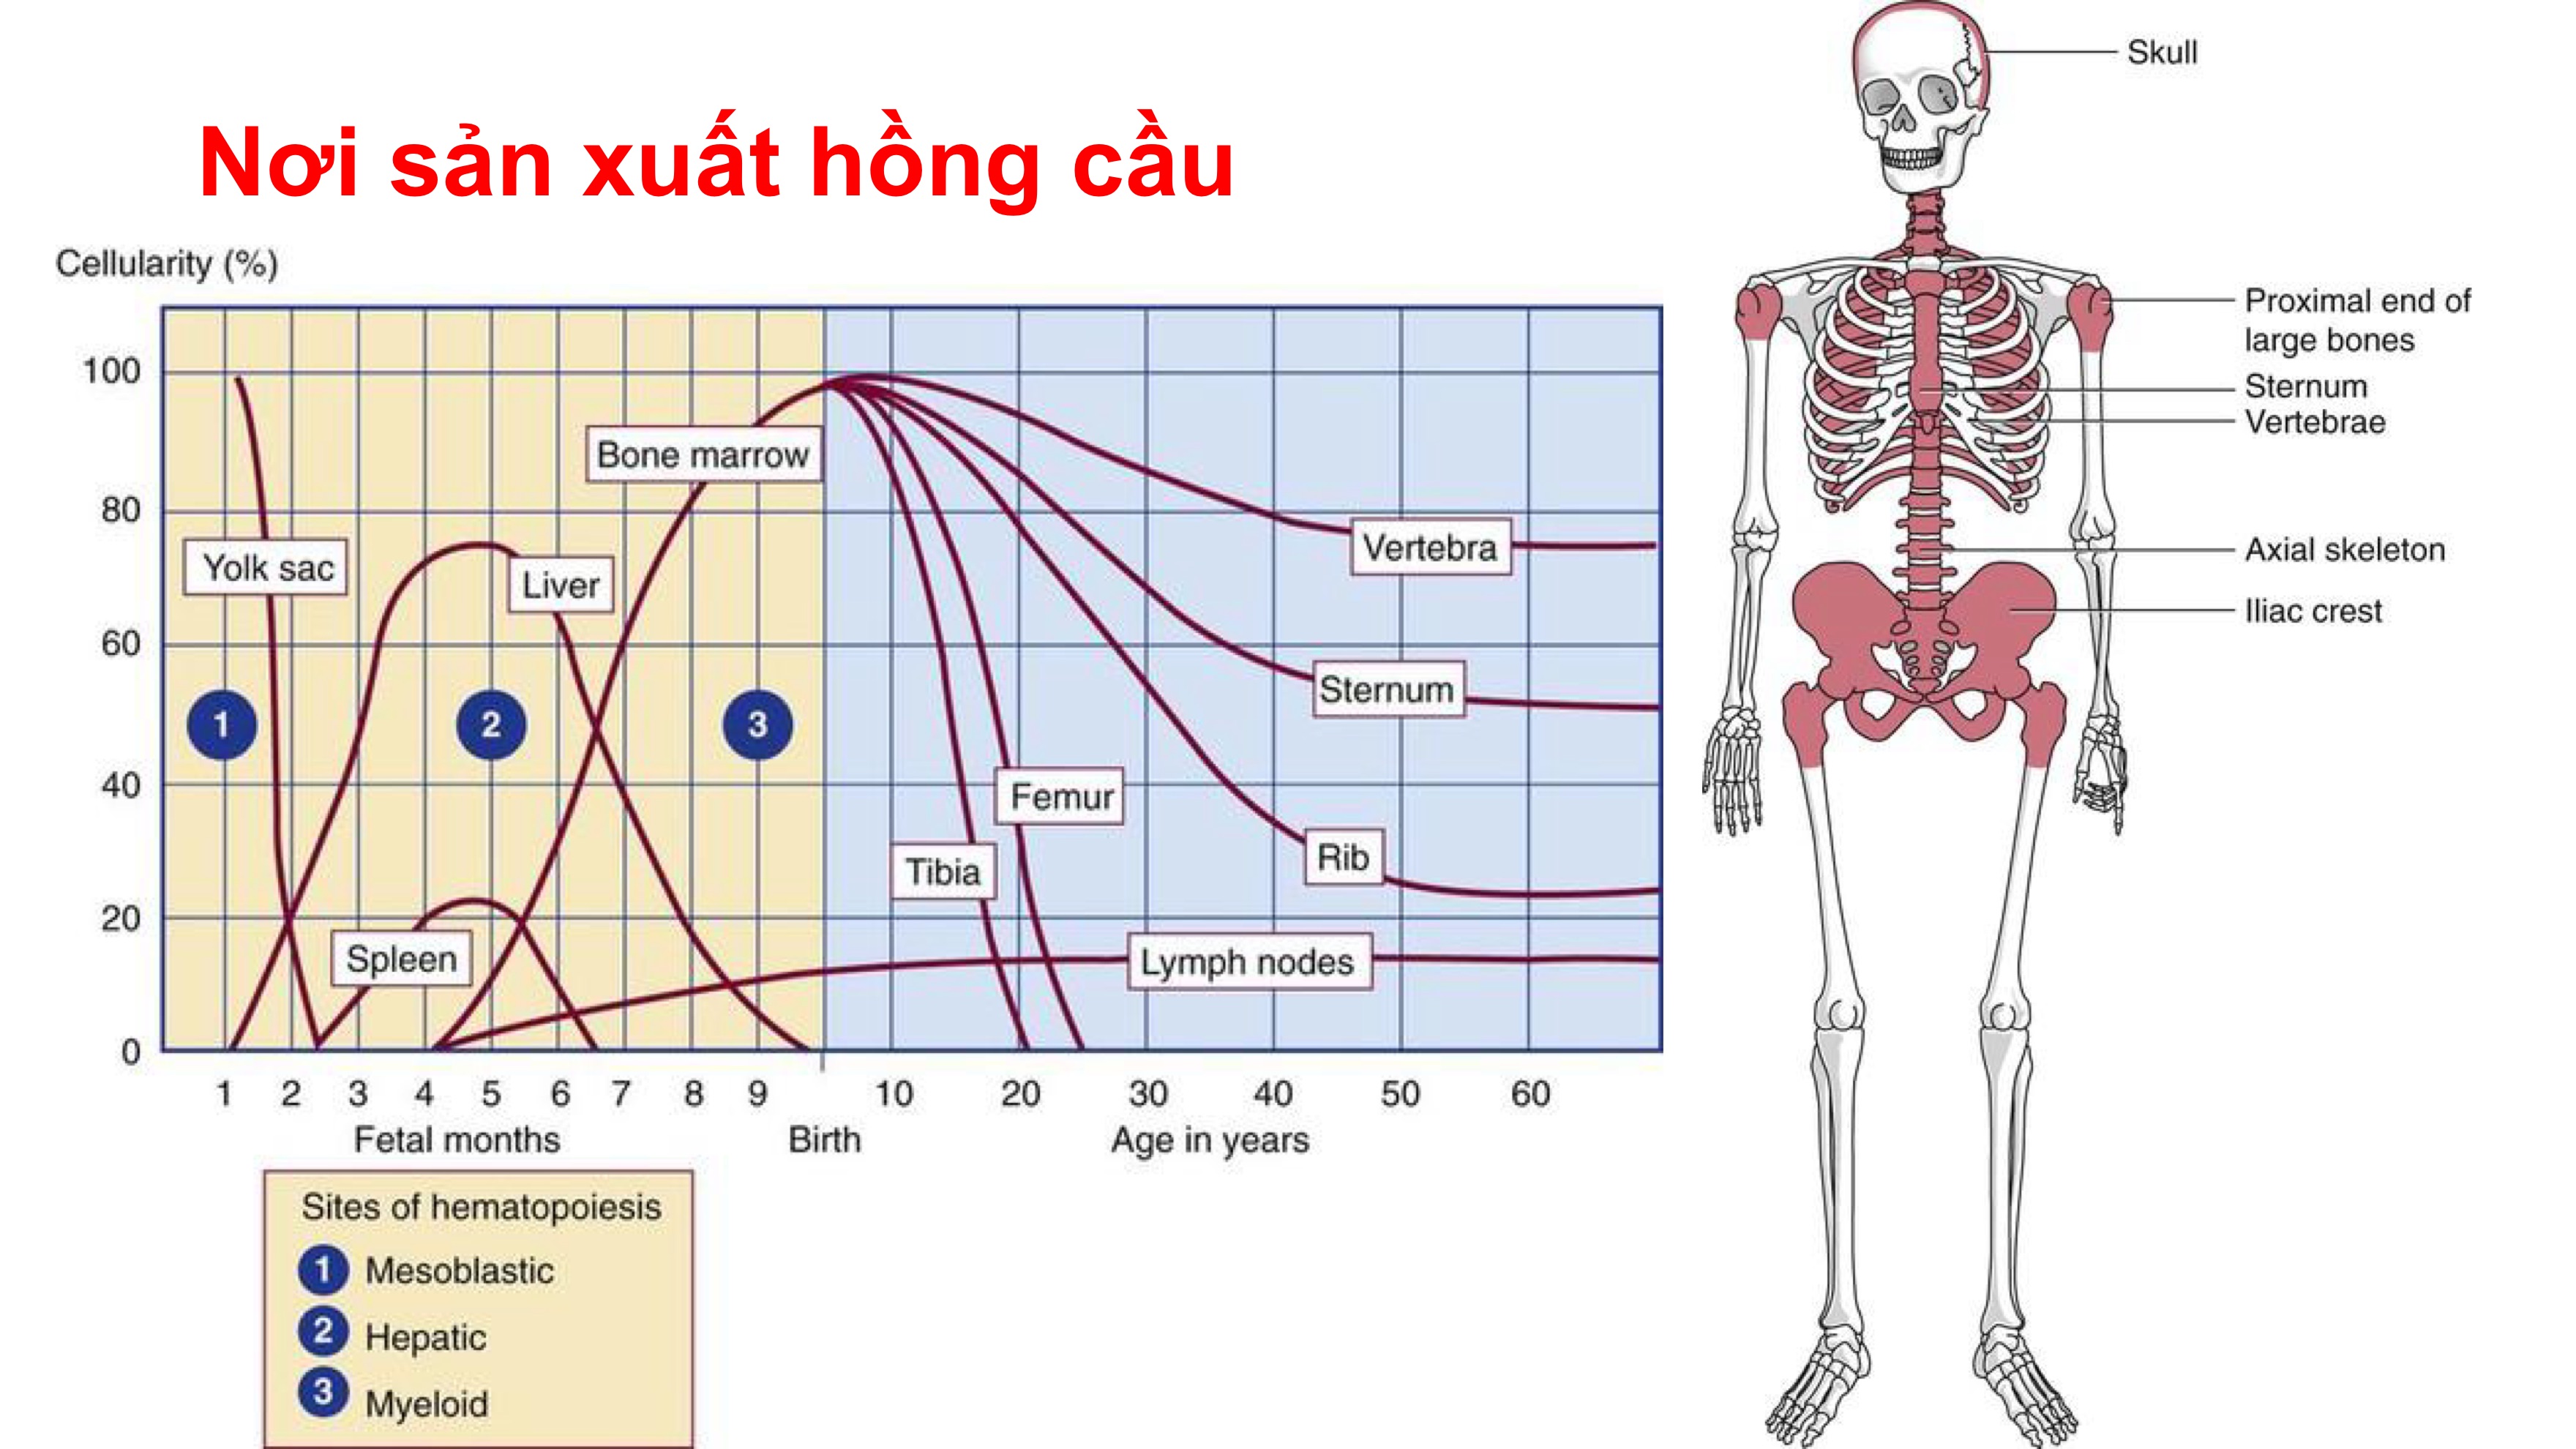 Nơi sản xuất hồng cầu
Cellularity (%)
100
80
60
40
20
0
Yolk sac
Liver
Bone marrow
Spleen
1
2
3
Vertebra
Sternum
Femur
Tibia
Rib
Lymph nodes
1 2 3 4 5 6 7 8 9 10 20 30 40 50 60
Fetal months Birth Age in years
Sites of hematopoiesis
1 Mesoblastic
2 Hepatic
3 Myeloid
Skull
Proximal end of
large bones
Sternum
Vertebrae
Axial skeleton
Iliac crest